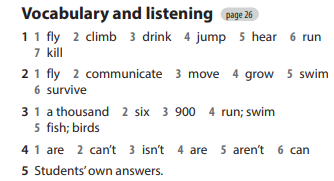 Vocabulary and listening page 26
1 1 fly 2 climb 3 drink 4 jump 5 hear 6 run
7 kill
2 1 fly 2 communicate 3 move 4 grow 5 swim
6 survive
3 1 a thousand 2 six 3 900 4 run; swim
5 fish; birds
4 1 are 2 can't 3 isn't 4 are 5 aren't 6 can
5 Students' own answers.